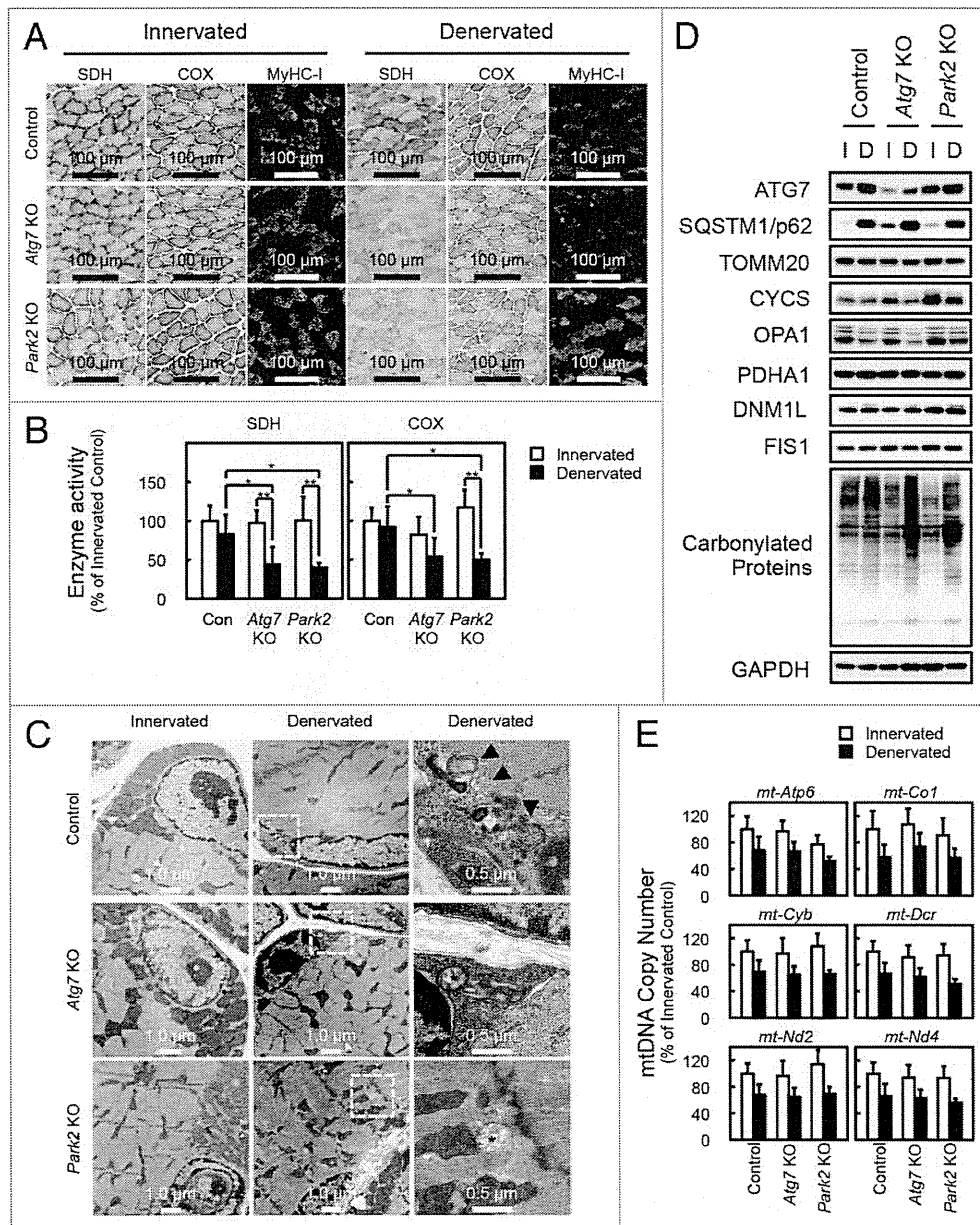 A
Innervated
Denervated
SDH
COX
MyHC-I
SDH
COX
MyHC-I
Control
100 µm
100 µm
100 µm
100 µm
100 µm
100 µm
Atg7 KO
100 µm
100 µm
100 µm
100 µm
100 µm
100 µm
Park2 KO
100 µm
100 µm
100 µm
100 µm
100 µm
100 µm
B
SDH
COX
Innervated
Denervated
Enzyme activity
(% of Innervated Control)
150
100
50
0
*
*
**
**
*
*
**
Con
Atg7 KO
Park2 KO
Con
Atg7 KO
Park2 KO
C
Innervated
Denervated
Denervated
Control
1.0 µm
1.0 µm
0.5 µm
Atg7 KO
1.0 µm
1.0 µm
0.5 µm
Park2 KO
1.0 µm
1.0 µm
0.5 µm
D
Control
Atg7 KO
Park2 KO
I D I D I D
ATG7
SQSTM1/p62
TOMM20
CYCS
OPA1
PDHA1
DNM1L
FIS1
Carbonylated
Proteins
GAPDH
E
Innervated
Denervated
mtDNA Copy Number
(% of Innervated Control)
mt-Atp6
mt-Co1
120
80
40
0
mt-Cyb
mt-Dcr
120
80
40
0
mt-Nd2
mt-Nd4
120
80
40
0
Control
Atg7 KO
Park2 KO
Control
Atg7 KO
Park2 KO